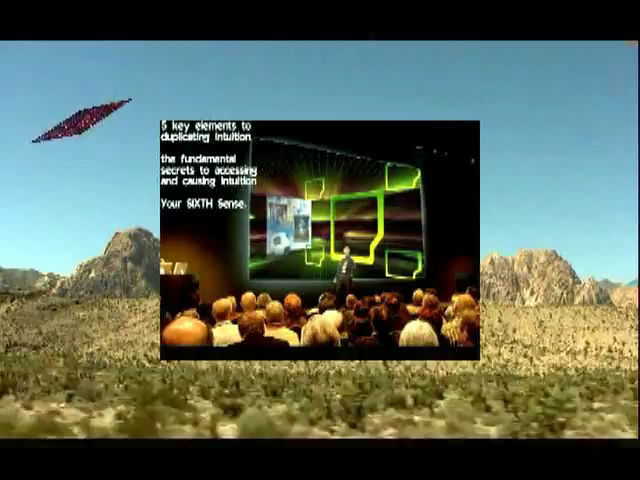 5 key elements to
duplicating intuition
the fundamental
secrets to accessing
and causing intuition
Your SIXTH Sense.